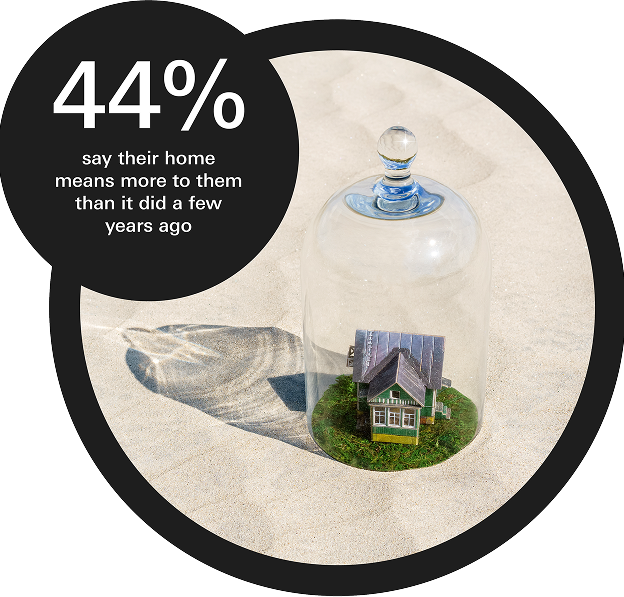 44%
say their home
means more to them
than it did a few
years ago